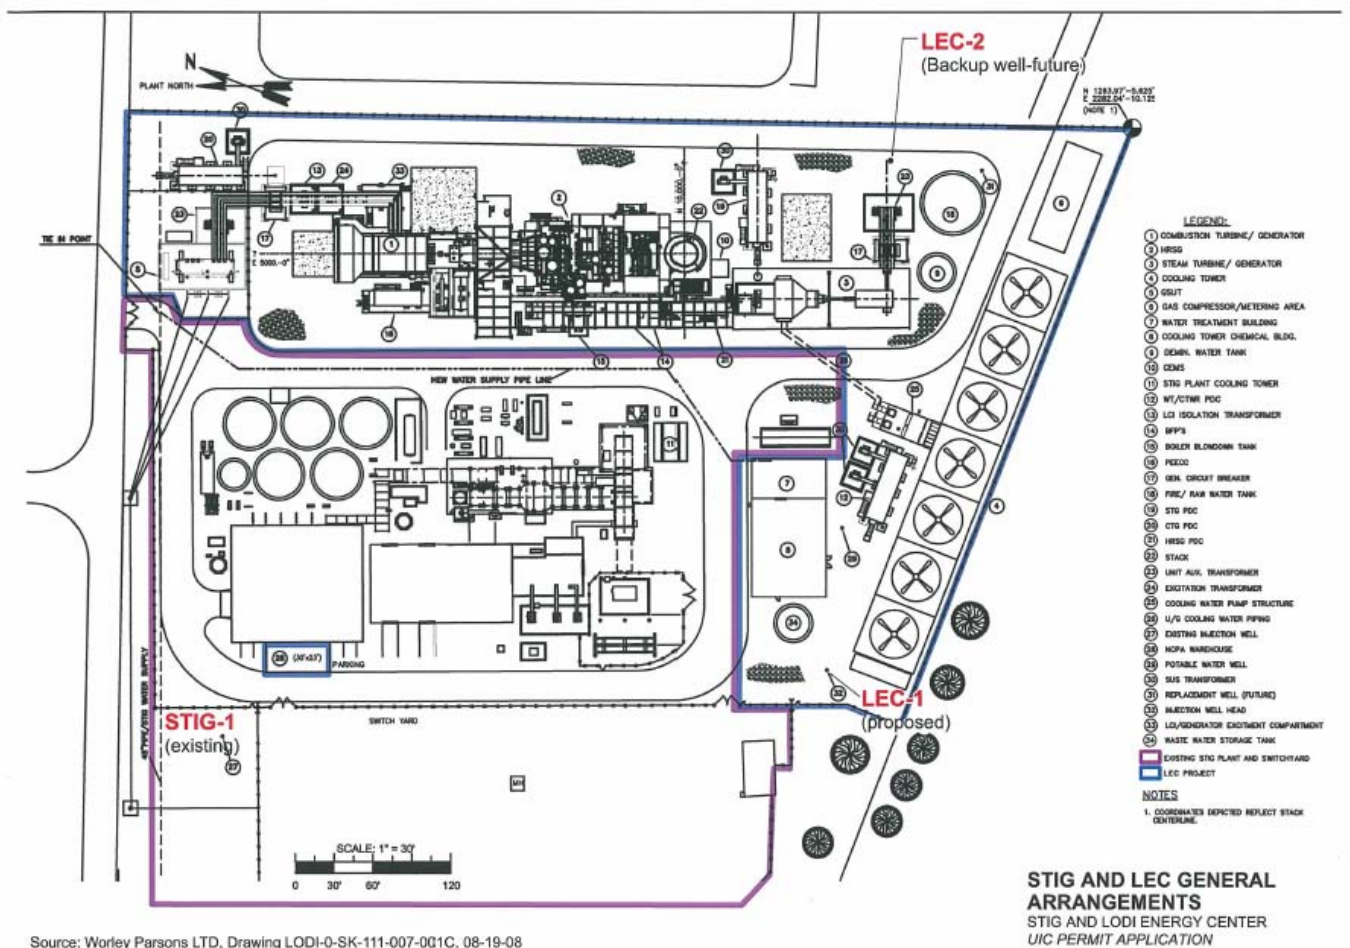 LEC-2
(Backup well-future)
N
PLANT NORTH
(NOTE 1)
TIE IN POINT
NEW WATER SUPPLY PIPE LINE
PARKING
SWITCH YARD
STIG-1
(existing)
LEC-1
(proposed)
MH
SCALE: 1" = 30'
0 30' 60' 120
LEGEND:
1 COMBUSTION TURBINE/ GENERATOR
2 HRSG
3 STEAM TURBINE/ GENERATOR
4 COOLING TOWER
5 GSUT
6 GAS COMPRESSOR/METERING AREA
7 WATER TREATMENT BUILDING
8 COOLING TOWER CHEMICAL BLDG.
9 DEMIN. WATER TANK
10 CEMS
11 STIG PLANT COOLING TOWER
12 WT/CTWR PDC
13 LCI ISOLATION TRANSFORMER
14 BFP'S
15 BOILER BLOWDOWN TANK
16 PEECC
17 GEN. CIRCUIT BREAKER
18 FIRE/ RAW WATER TANK
19 STG PDC
20 CTG PDC
21 HRSG PDC
22 STACK
23 UNIT AUX. TRANSFORMER
24 EXCITATION TRANSFORMER
25 COOLING WATER PUMP STRUCTURE
26 U/G COOLING WATER PIPING
27 EXISTING INJECTION WELL
28 NCPA WAREHOUSE
29 POTABLE WATER WELL
30 SUS TRANSFORMER
31 REPLACEMENT WELL (FUTURE)
32 INJECTION WELL HEAD
33 LCI/GENERATOR EXCITMENT COMPARTMENT
34 WASTE WATER STORAGE TANK
EXISTING STIG PLANT AND SWITCHYARD
LEC PROJECT
NOTES
1. COORDINATES DEPICTED REFLECT STACK
CENTERLINE.
STIG AND LEC GENERAL
ARRANGEMENTS
STIG AND LODI ENERGY CENTER
UIC PERMIT APPLICATION
Source: Worley Parsons LTD, Drawing LODI-0-SK-111-007-001C, 08-19-08